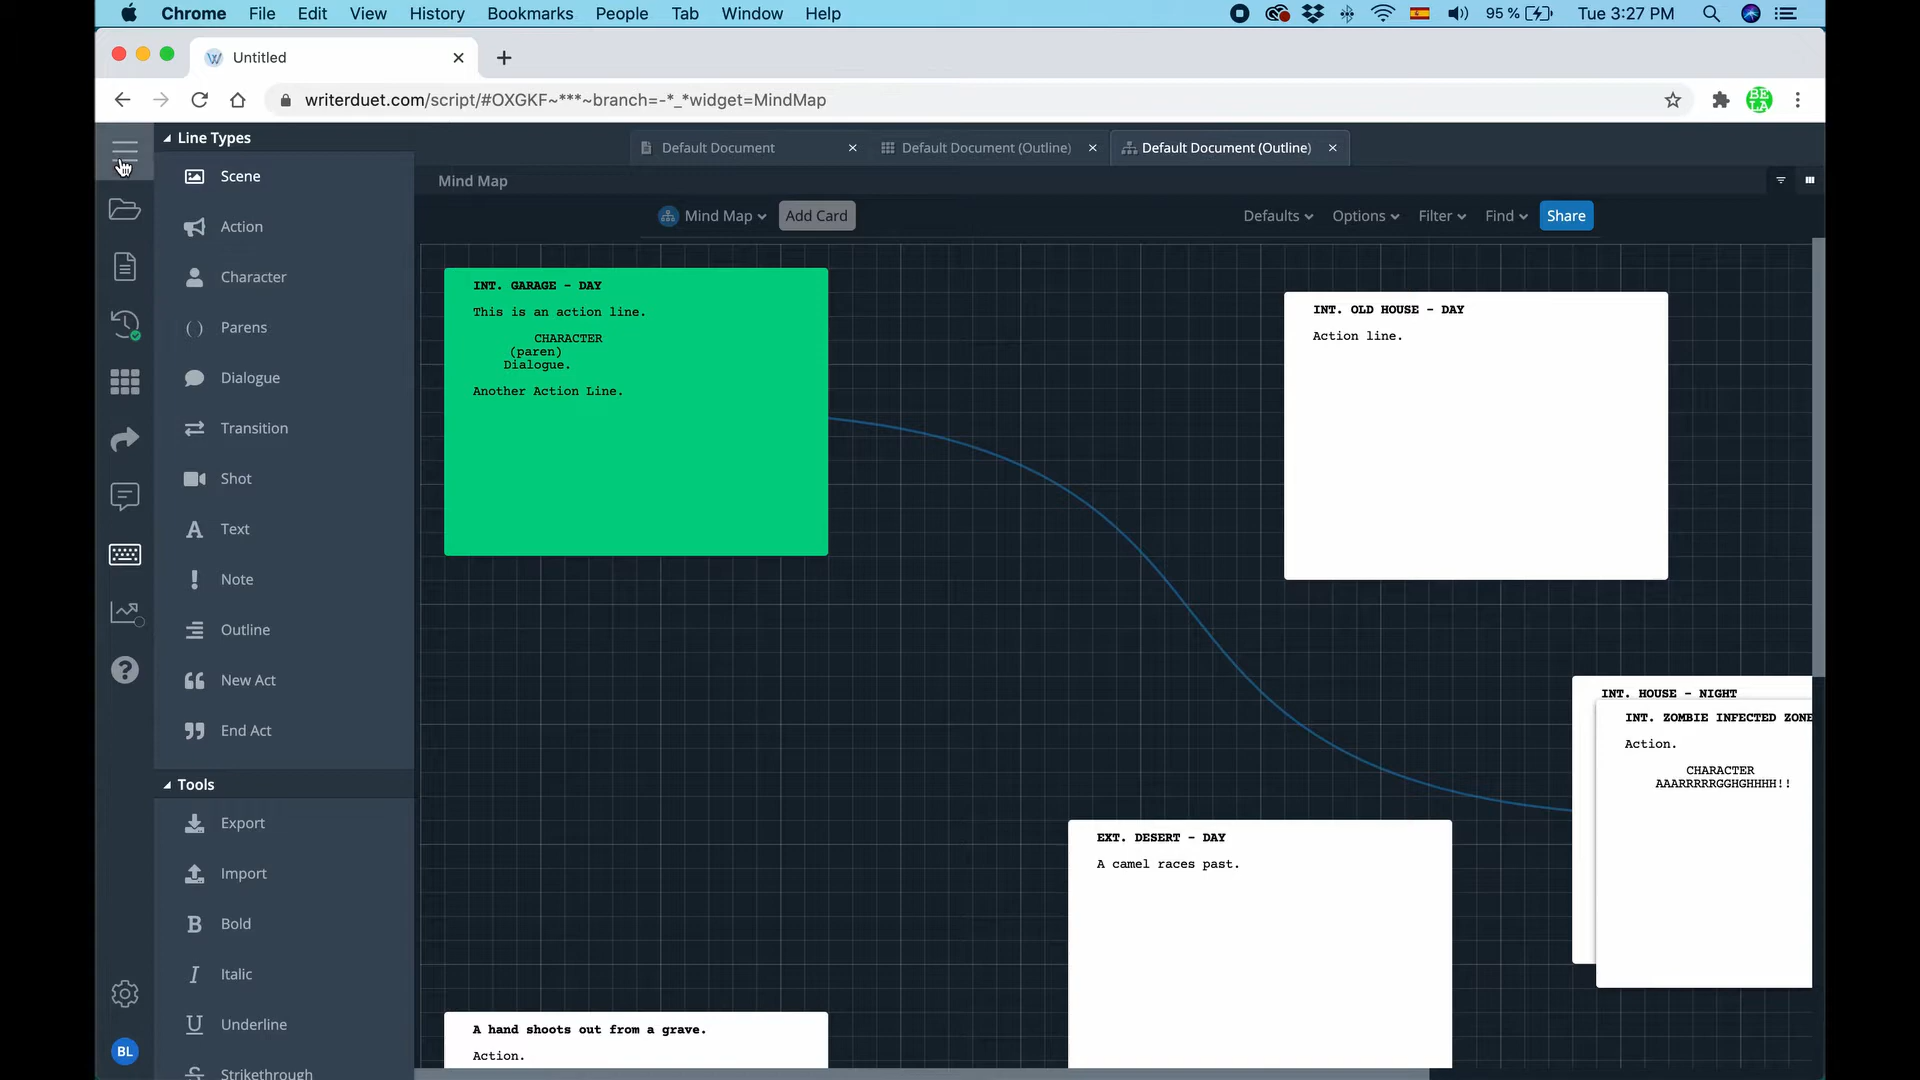 Chrome File Edit View History Bookmarks People Tab Window Help 95 % Tue 3:27 PM
Untitled
writerduet.com/script/#OXGKF~***~branch=-*_*widget=MindMap
BE
LA
Line Types
Default Document
Default Document (Outline)
Default Document (Outline)
Mind Map
Mind Map Add Card Defaults Options Filter Find Share
Scene
Action
Character
Parens
Dialogue
Transition
Shot
Text
Note
Outline
New Act
End Act
Tools
Export
Import
Bold
Italic
Underline
Strikethrough
BL
INT. GARAGE - DAY
This is an action line.
CHARACTER
(paren)
Dialogue.
Another Action Line.
INT. OLD HOUSE - DAY
Action line.
INT. HOUSE - NIGHT
INT. ZOMBIE INFECTED ZONE
Action.
CHARACTER
AAARRRRRGGHGHHHH!!
EXT. DESERT - DAY
A camel races past.
A hand shoots out from a grave.
Action.